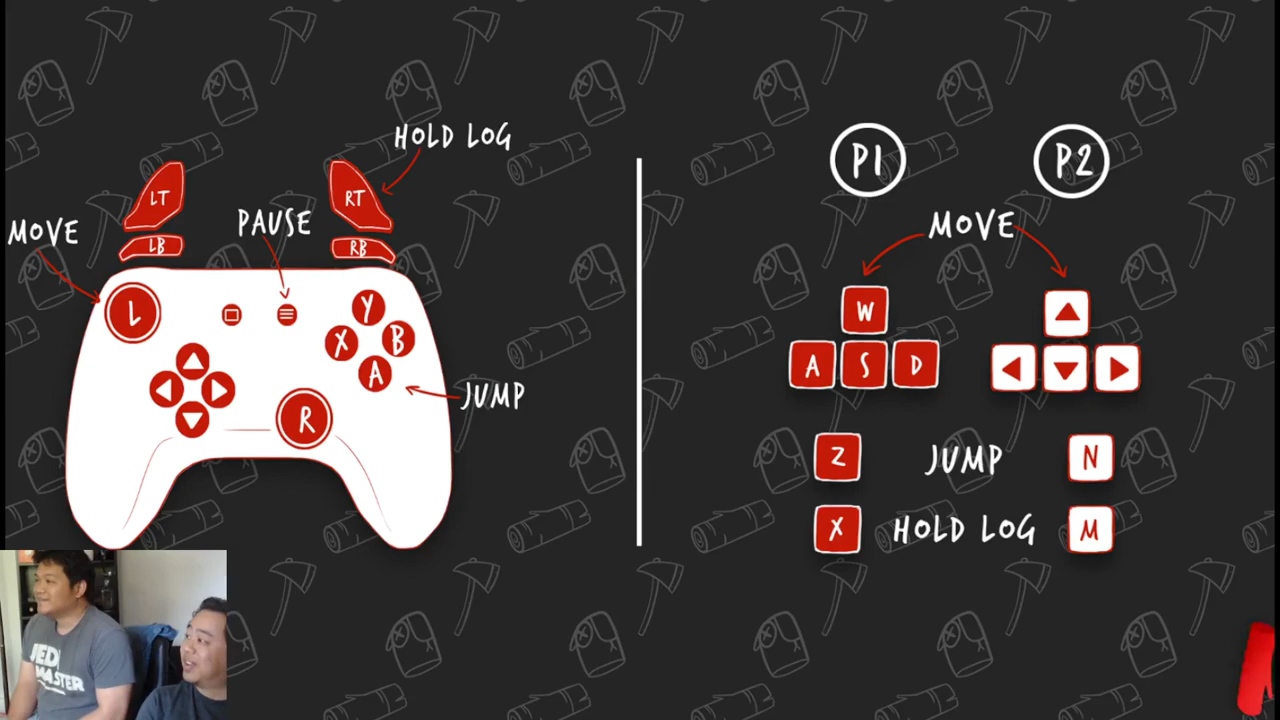 HOLD LOG
LT
RT
MOVE
PAUSE
LB
RB
L
Y
X
B
A
R
JUMP
P1
P2
MOVE
W
A S D
Z JUMP N
X HOLD LOG M
JEDI
MASTER